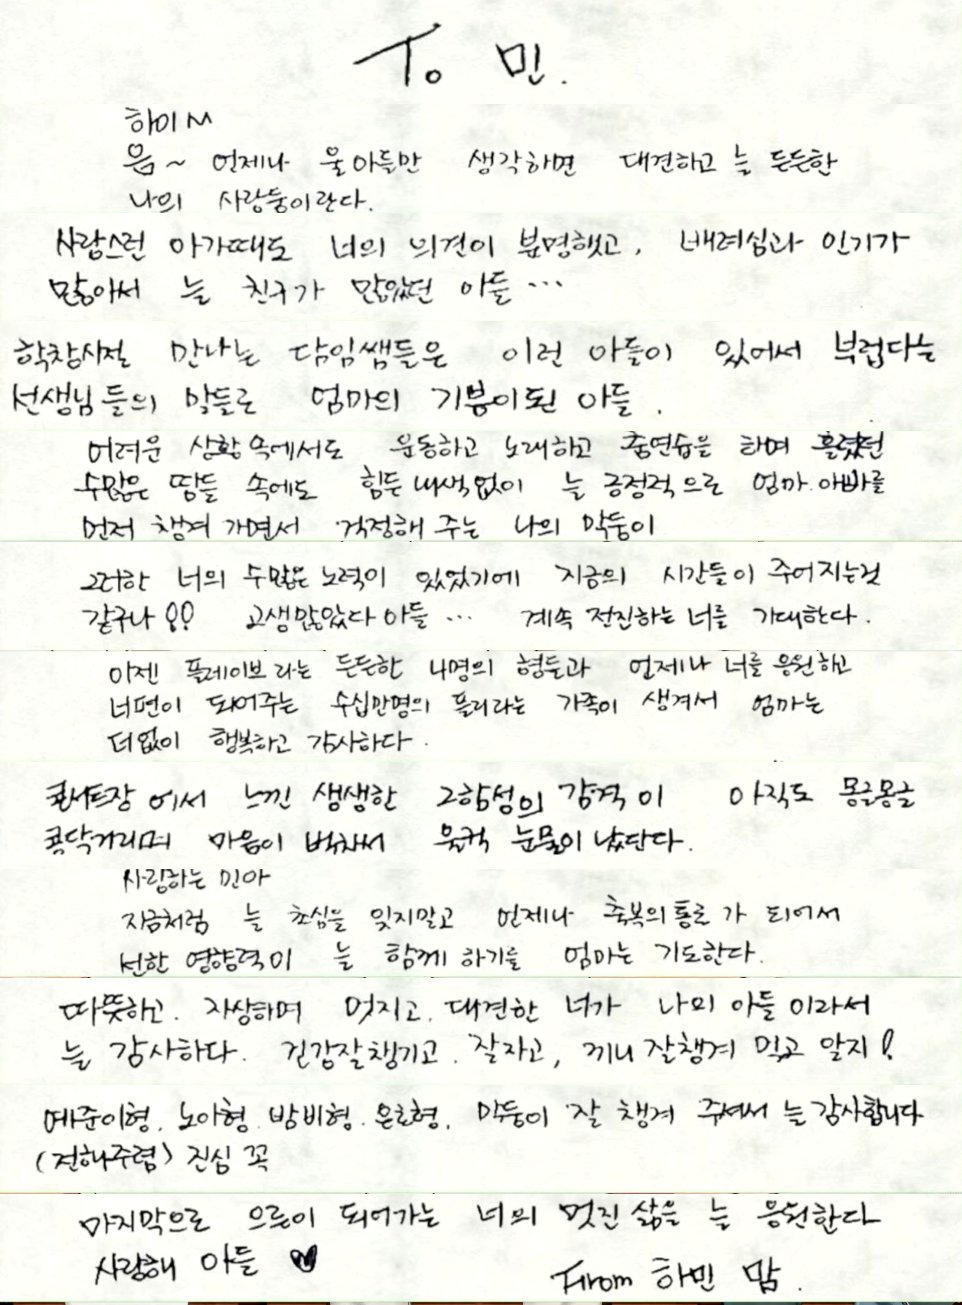 To 민.
하이 M
음~ 언제나 울아들만 생각하면 대견하고 늘 든든한
나의 사랑둥이란다.
사랑스런 아가때도 너의 의견이 분명했고, 배려심과 인기가
많아서 늘 친구가 많았던 아들...
학창시절 만나는 담임쌤들은 이런 아들이 있어서 부럽다는
선생님들의 말들로 엄마의 기쁨이된 아들.
어려운 상황속에서도 운동하고 노래하고 춤연습을 하며 흘렸던
수많은 땀들 속에도 힘든내색없이 늘 긍정적으로 엄마.아빠를
먼저 챙겨가면서 걱정해 주는 나의 막둥이
그러한 너의 수많은 노력이 있었기에 지금의 시간들이 주어지는것
같구나!! 고생많았다 아들... 계속 전진하는 너를 기대한다.
이젠 플레이브라는 든든한 4명의 형들과 언제나 너를 응원하고
너편이 되어주는 수십만명의 플리라는 가족이 생겨서 엄마는
더없이 행복하고 감사하다.
콘서트장에서 느낀 생생한 그함성의 감격이 아직도 몽글몽글
콩닥거리며 마음이 벅차서 울컥 눈물이 났단다.
사랑하는 민아
지금처럼 늘 초심을 잊지말고 언제나 축복의통로가 되어서
선한 영향력이 늘 함께 하기를 엄마는 기도한다.
따뜻하고. 자상하며 멋지고. 대견한 너가 나의 아들이라서
늘 감사하다. 건강잘챙기고. 잘자고, 끼니 잘챙겨 먹고 알지!
예준이형. 노아형. 밤비형. 은호형. 막둥이 잘 챙겨 주셔서 늘 감사합니다
(전해주렴) 진심 꼭
마지막으로 으른이 되어가는 너의 멋진 삶을 늘 응원한다
사랑해 아들 ♥
From 하민 맘.